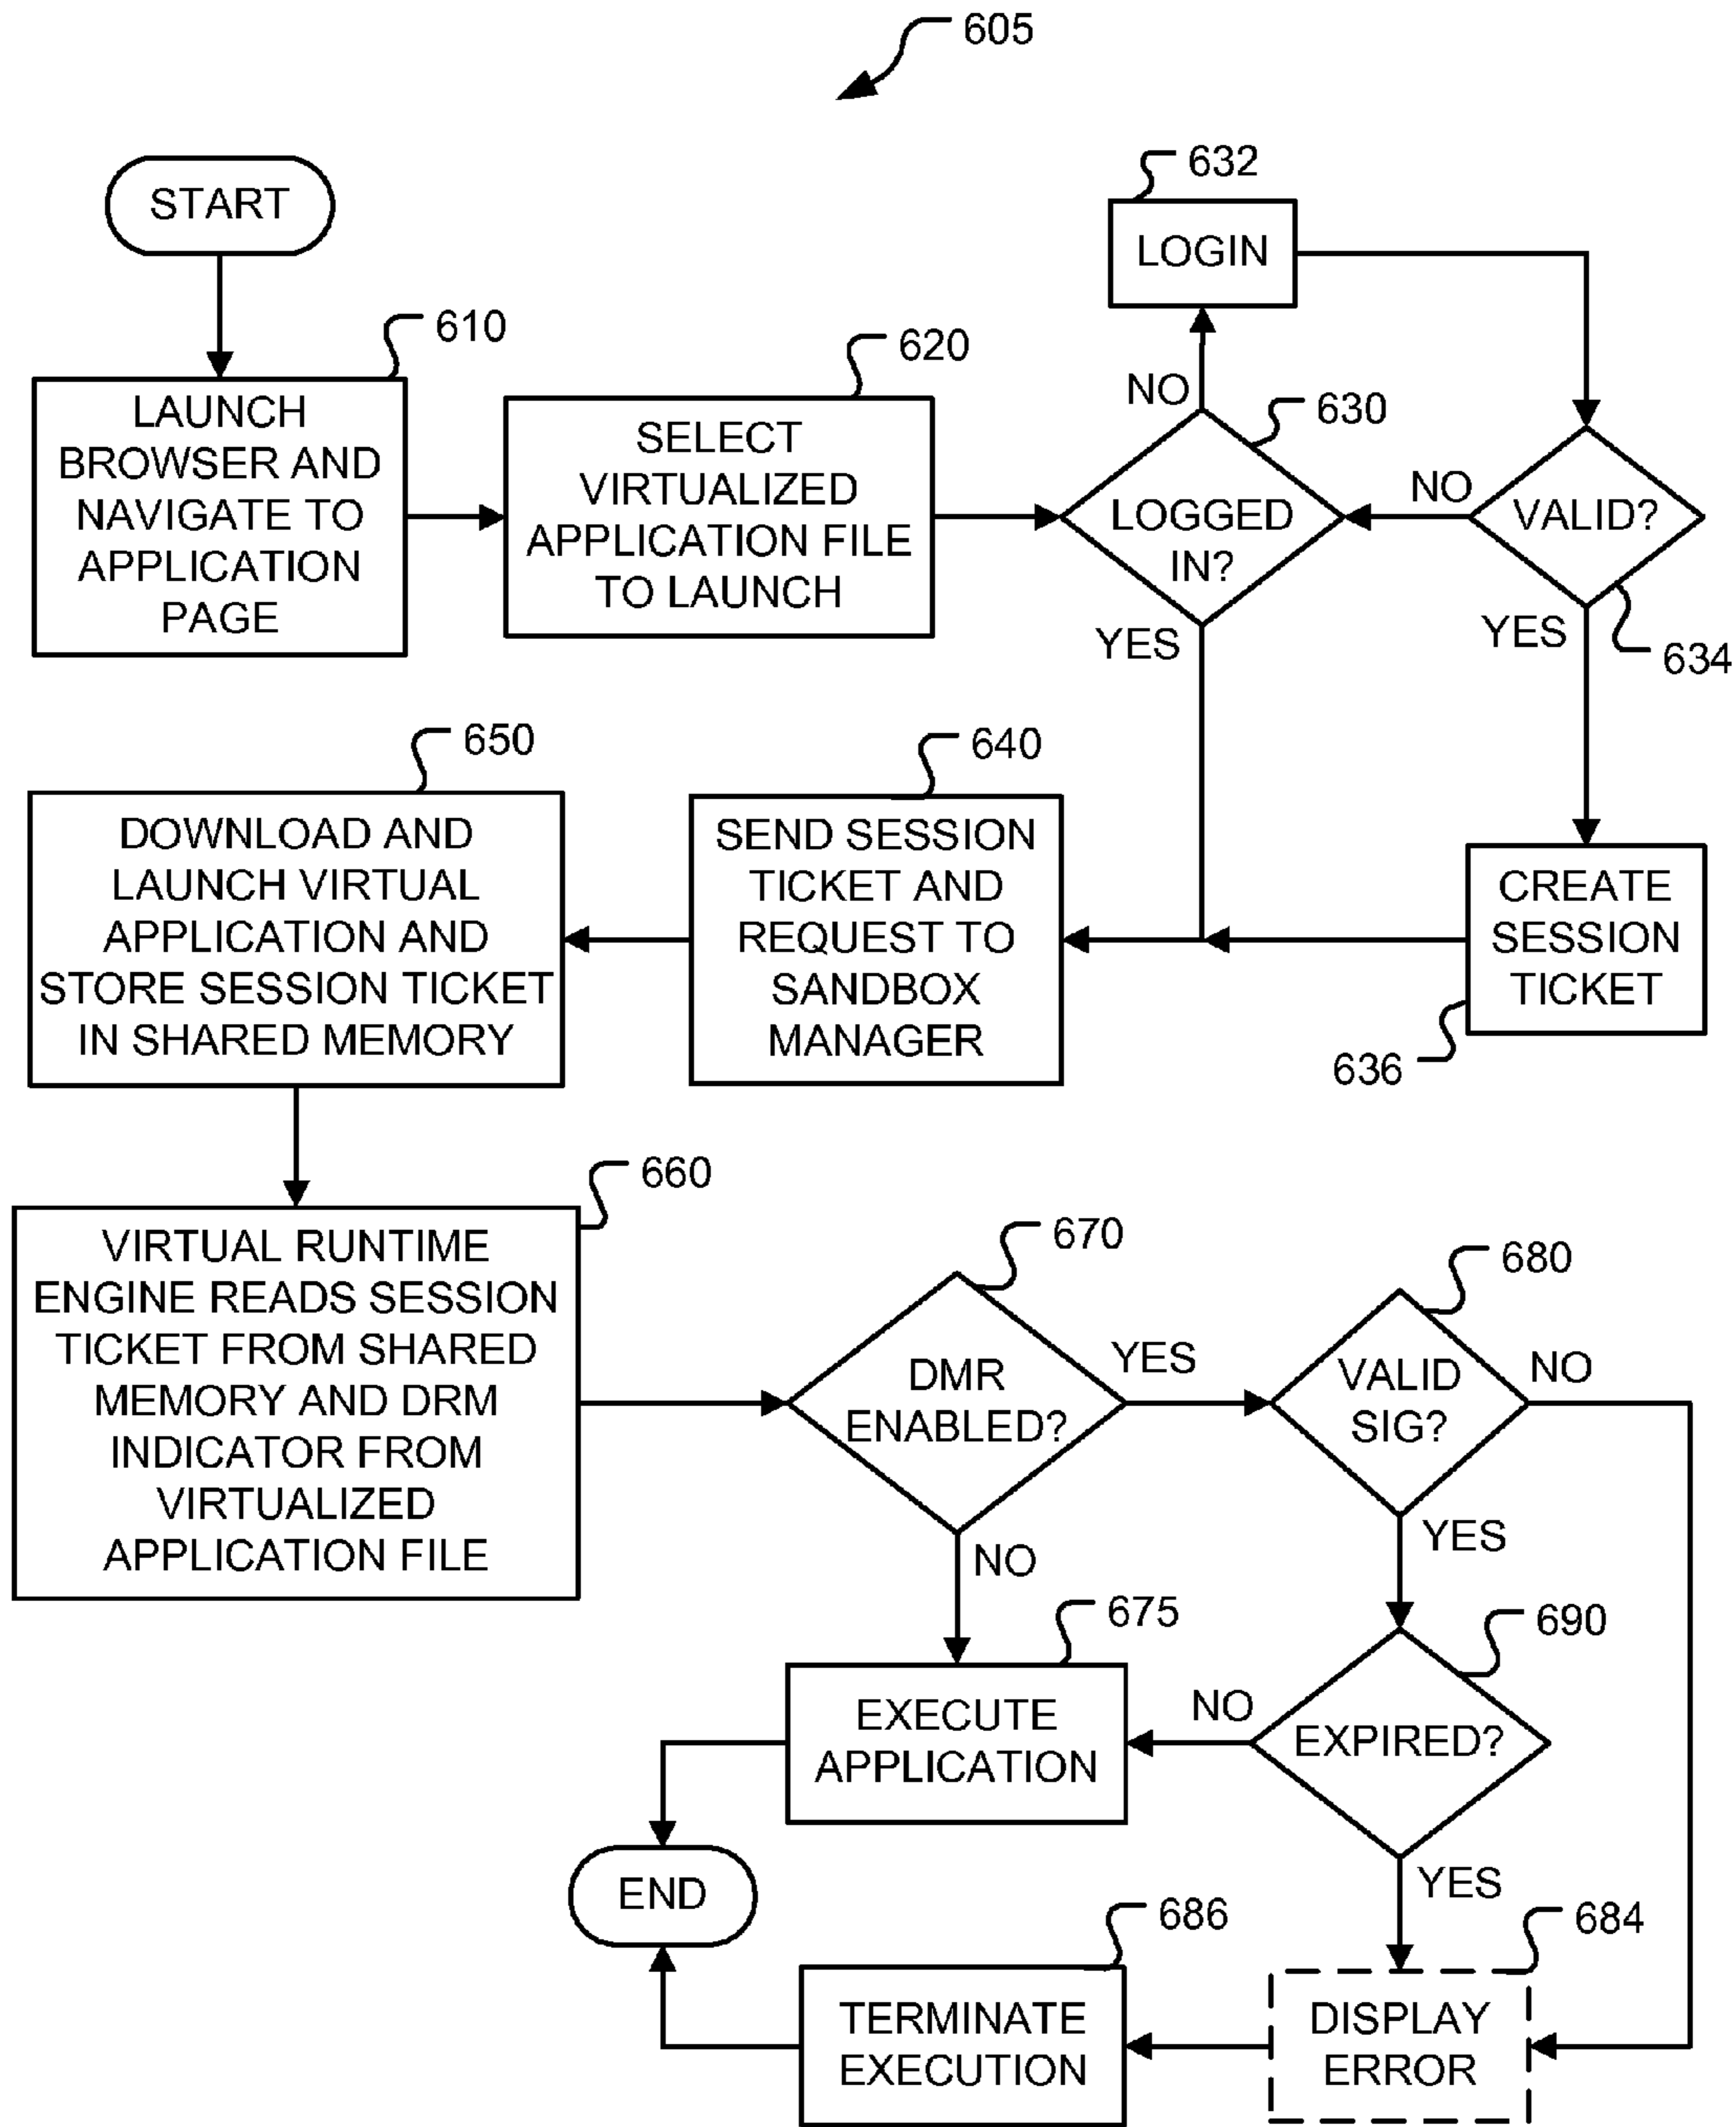 605
START
632
LOGIN
610
LAUNCH
BROWSER AND
NAVIGATE TO
APPLICATION
PAGE
620
SELECT
VIRTUALIZED
APPLICATION FILE
TO LAUNCH
NO
630
LOGGED
IN?
YES
NO
VALID?
YES
634
650
DOWNLOAD AND
LAUNCH VIRTUAL
APPLICATION AND
STORE SESSION TICKET
IN SHARED MEMORY
640
SEND SESSION
TICKET AND
REQUEST TO
SANDBOX
MANAGER
CREATE
SESSION
TICKET
636
660
VIRTUAL RUNTIME
ENGINE READS SESSION
TICKET FROM SHARED
MEMORY AND DRM
INDICATOR FROM
VIRTUALIZED
APPLICATION FILE
670
DMR
ENABLED?
YES
NO
680
VALID
SIG?
NO
YES
675
EXECUTE
APPLICATION
NO
690
EXPIRED?
YES
END
686
TERMINATE
EXECUTION
684
DISPLAY
ERROR